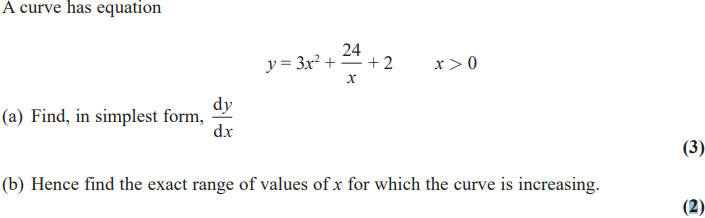 A curve has equation
y = 3x² + 24/x + 2 x > 0
(a) Find, in simplest form, dy/dx
(3)
(b) Hence find the exact range of values of x for which the curve is increasing.
(2)